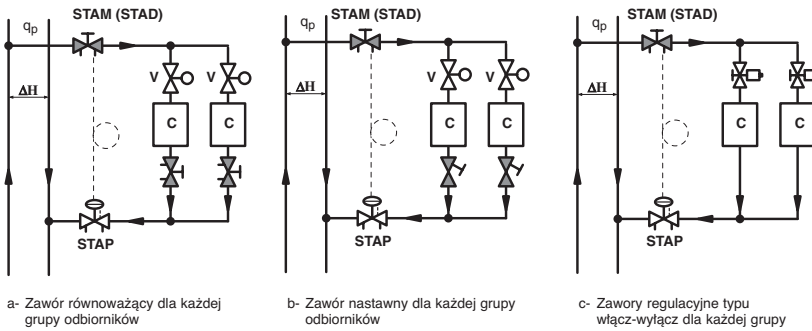 STAM (STAD)
qp
V
V
ΔH
C
C
STAP
a- Zawór równoważący dla każdej
grupy odbiorników
STAM (STAD)
qp
V
V
ΔH
C
C
STAP
b- Zawór nastawny dla każdej grupy
odbiorników
STAM (STAD)
qp
ΔH
C
C
STAP
c- Zawory regulacyjne typu
włącz-wyłącz dla każdej grupy